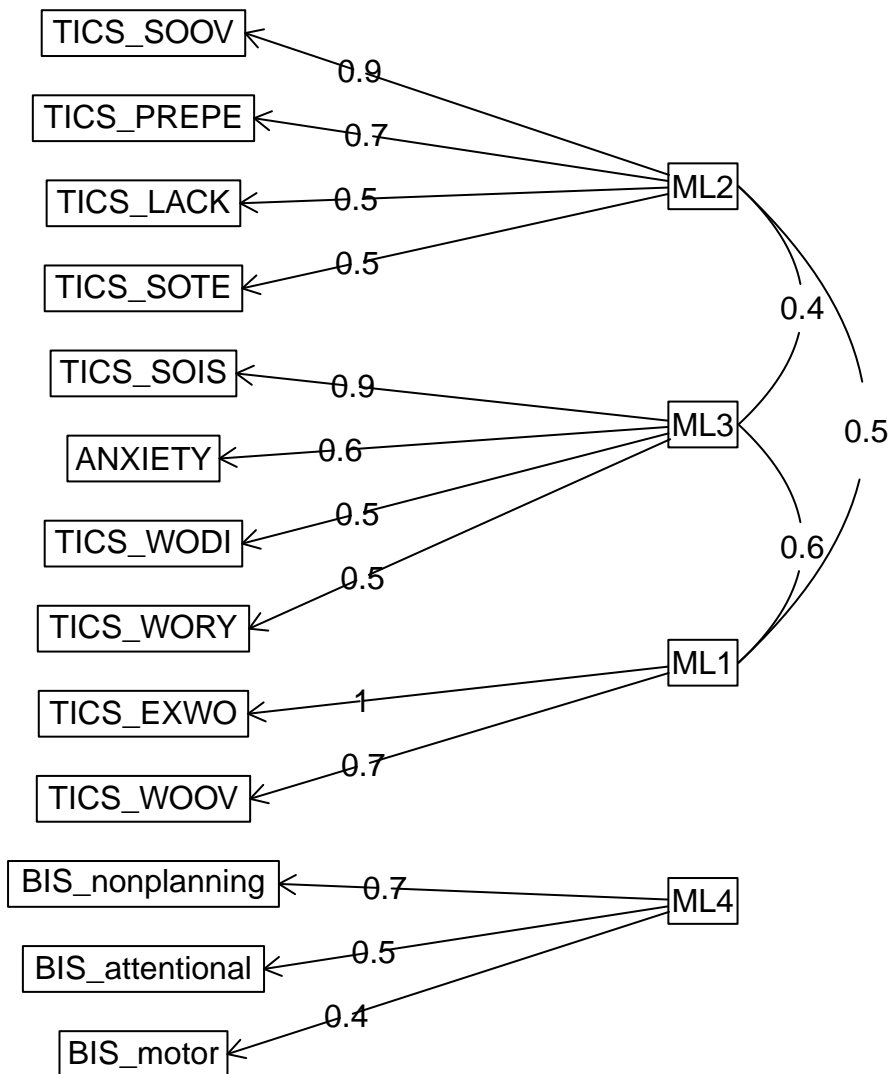 TICS_SOOV
0.9
TICS_PREPE
0.7
ML2
TICS_LACK
0.5
TICS_SOTE
0.5
0.4
TICS_SOIS
0.9
ML3
0.5
ANXIETY
0.6
TICS_WODI
0.5
0.6
TICS_WORY
0.5
ML1
TICS_EXWO
1
TICS_WOOV
0.7
BIS_nonplanning
0.7
ML4
BIS_attentional
0.5
BIS_motor
0.4